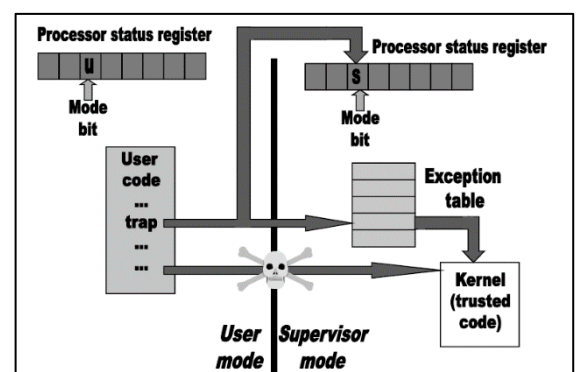 Processor status register
u
Mode
bit
Processor status register
s
Mode
bit
User
code
...
trap
...
...
Exception
table
Kernel
(trusted
code)
User
mode
Supervisor
mode